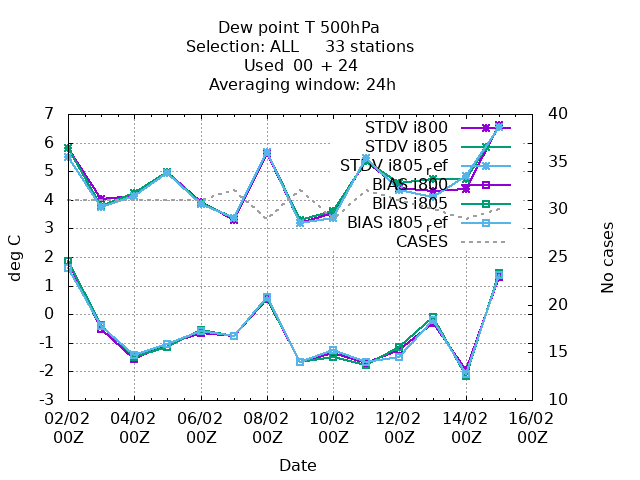 Dew point T 500hPa
Selection: ALL 33 stations
Used 00 + 24
Averaging window: 24h
7 40
STDV i800
6
STDV i805
35
5
STDV i805ref
BIAS i800
4
BIAS i805
30
3
BIAS i805ref
CASES
2 25
1
20
0
-1
15
-2
-3 10
deg C
No cases
02/02 04/02 06/02 08/02 10/02 12/02 14/02 16/02
00Z 00Z 00Z 00Z 00Z 00Z 00Z 00Z
Date